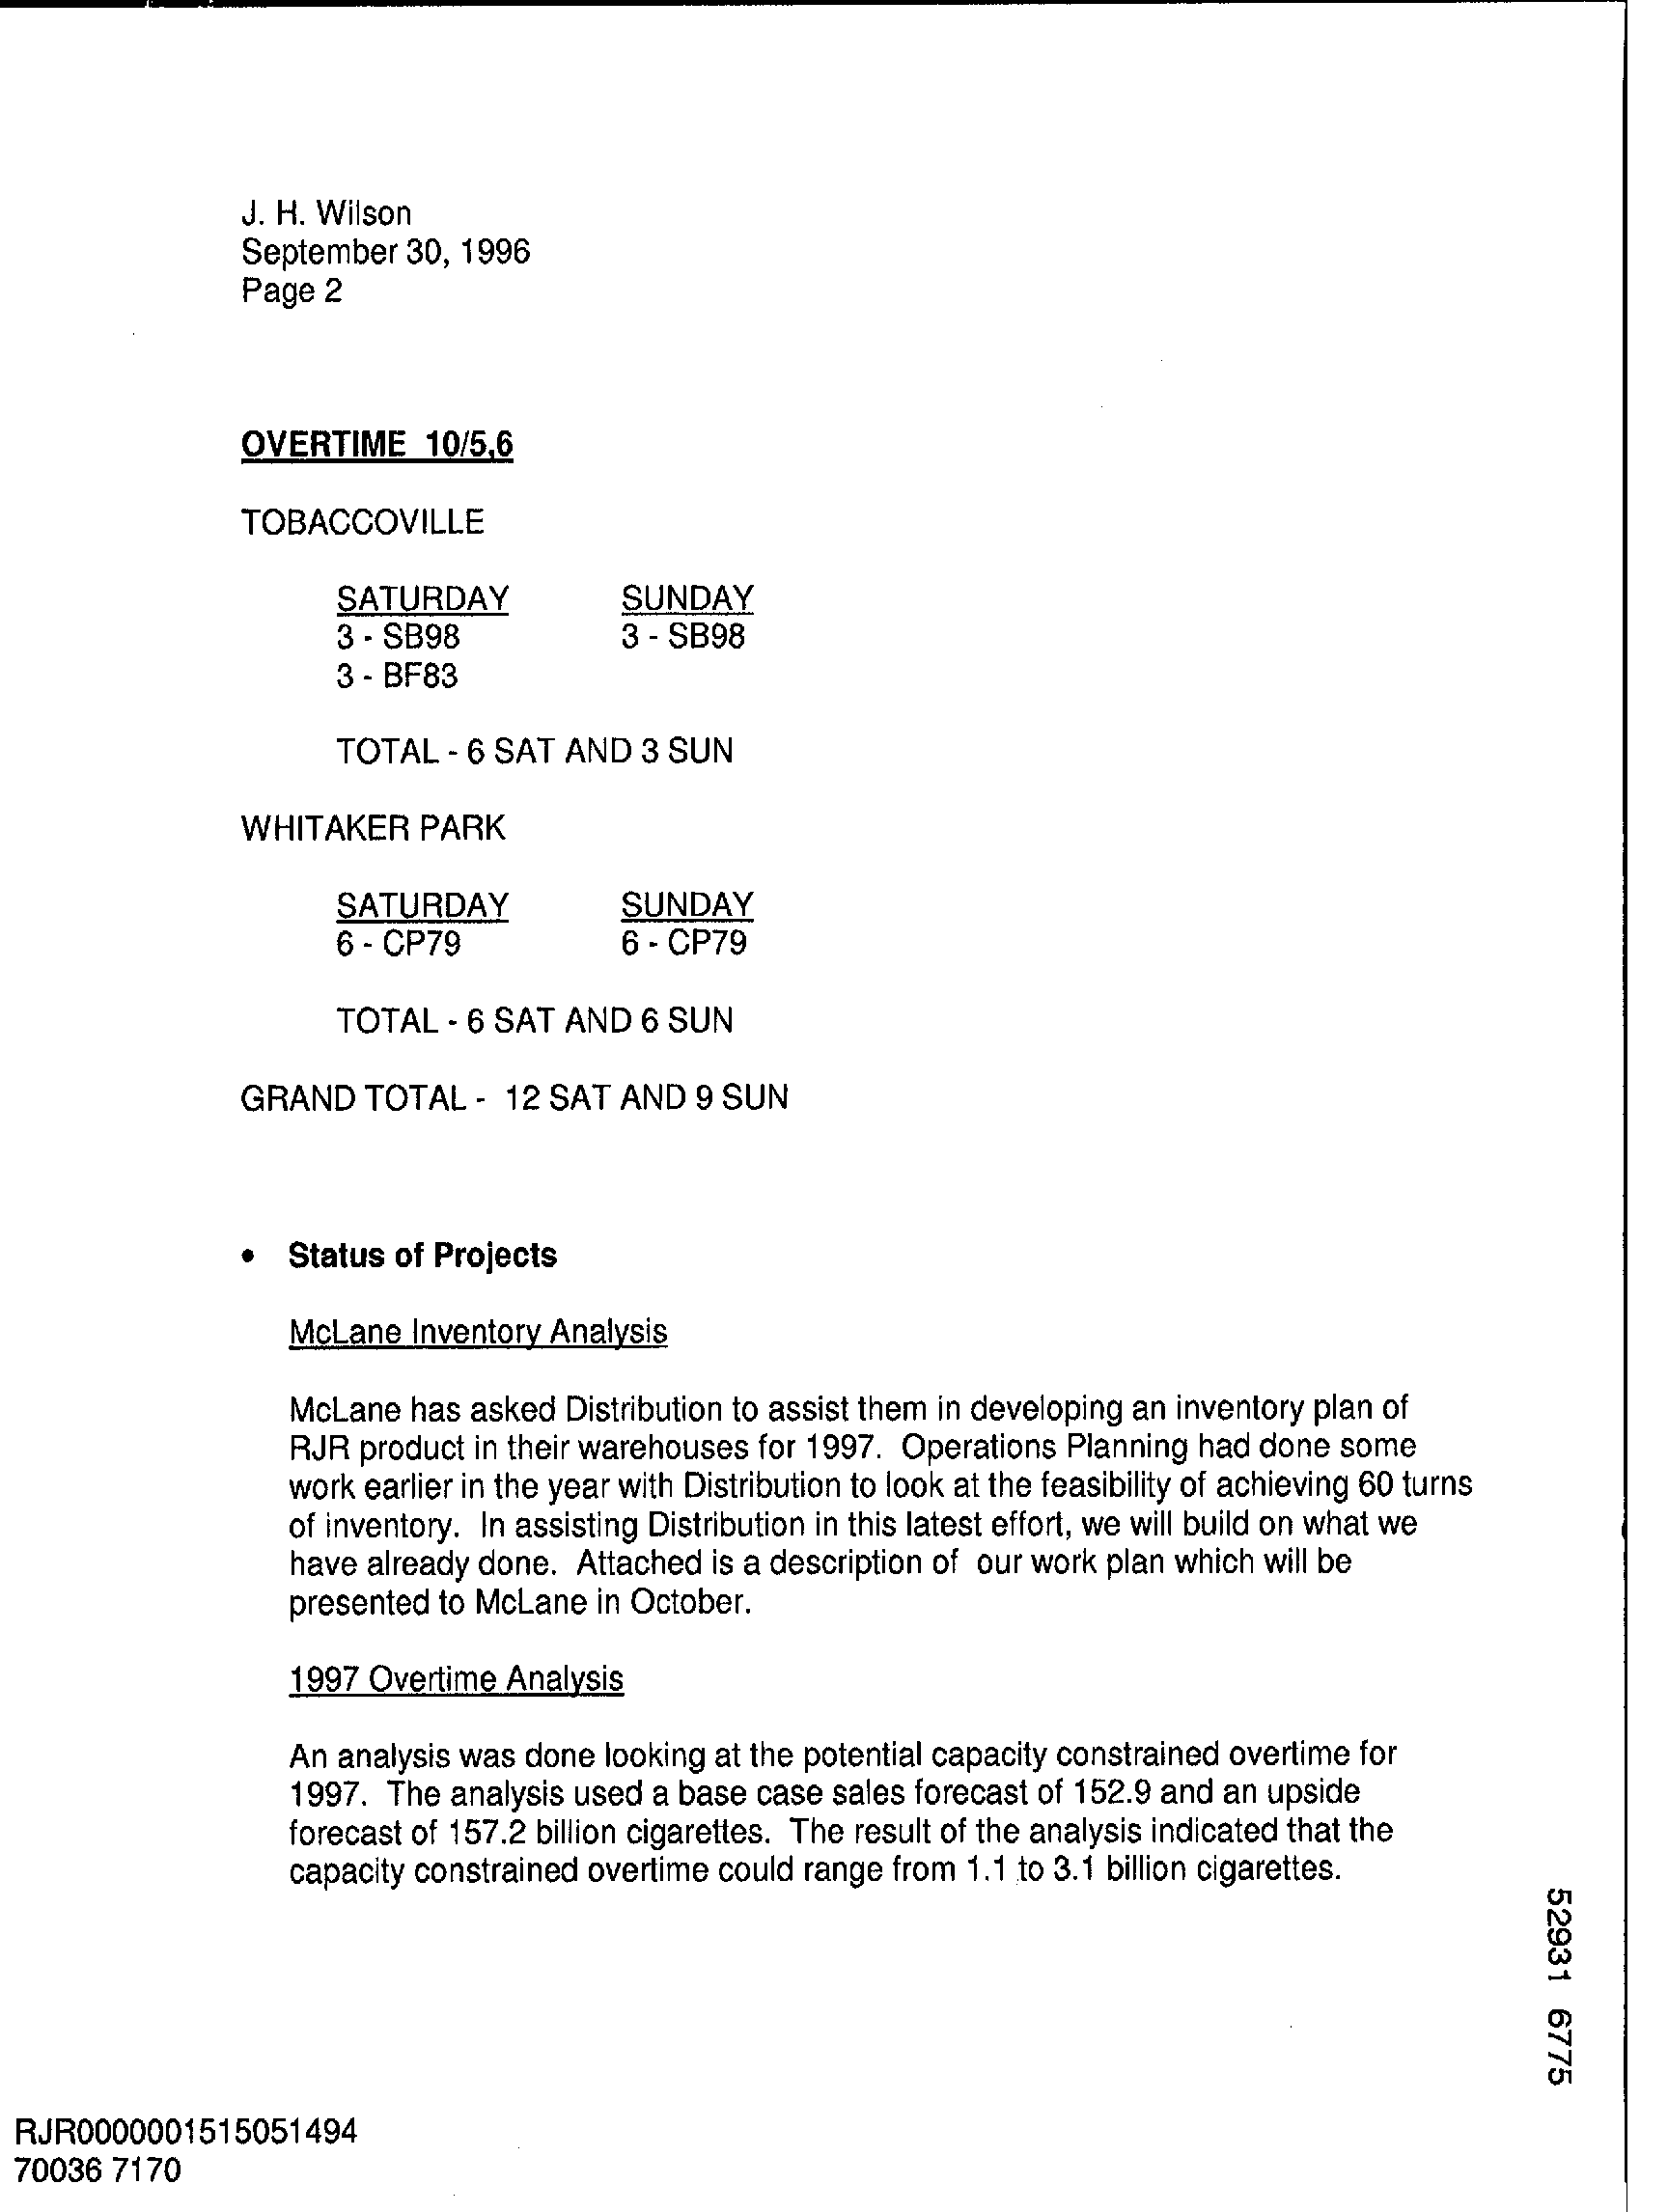 J. H. Wilson
September 30, 1996
Page 2
OVERTIME 10/5,6
TOBACCOVILLE
SATURDAY SUNDAY
3 - SB98 3 - SB98
3 - BF83
TOTAL - 6 SAT AND 3 SUN
WHITAKER PARK
SATURDAY SUNDAY
6 - CP79 6 - CP79
TOTAL - 6 SAT AND 6 SUN
GRAND TOTAL - 12 SAT AND 9 SUN
• Status of Projects
McLane Inventory Analysis
McLane has asked Distribution to assist them in developing an inventory plan of
RJR product in their warehouses for 1997. Operations Planning had done some
work earlier in the year with Distribution to look at the feasibility of achieving 60 turns
of inventory. In assisting Distribution in this latest effort, we will build on what we
have already done. Attached is a description of our work plan which will be
presented to McLane in October.
1997 Overtime Analysis
An analysis was done looking at the potential capacity constrained overtime for
1997. The analysis used a base case sales forecast of 152.9 and an upside
forecast of 157.2 billion cigarettes. The result of the analysis indicated that the
capacity constrained overtime could range from 1.1 to 3.1 billion cigarettes.
52931 6775
RJR0000001515051494
70036 7170